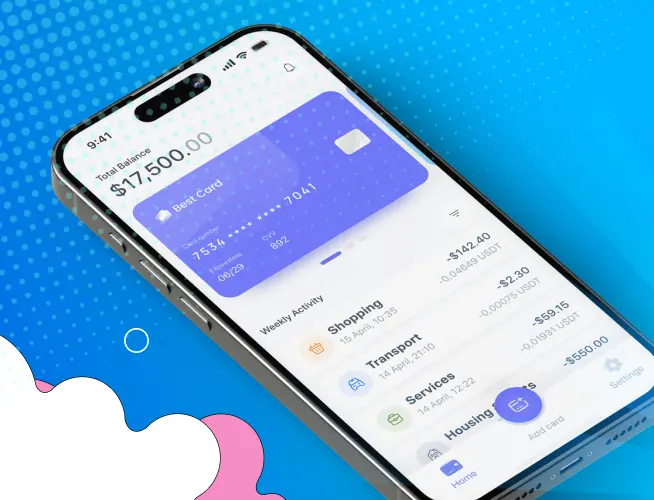 9:41
Total Balance
$17,500.00
Best Card
Card number
7534 **** **** 7041
CVV
06/29
892
Weekly Activity
Shopping
15 April, 10:35
-$142.40
-0,04649 USDT
Transport
14 April, 21:10
-$2.30
-0,00075 USDT
Services
14 April, 12:22
-$59.15
-0,01931 USDT
Housing
-$550.00
Home
Add card
Settings